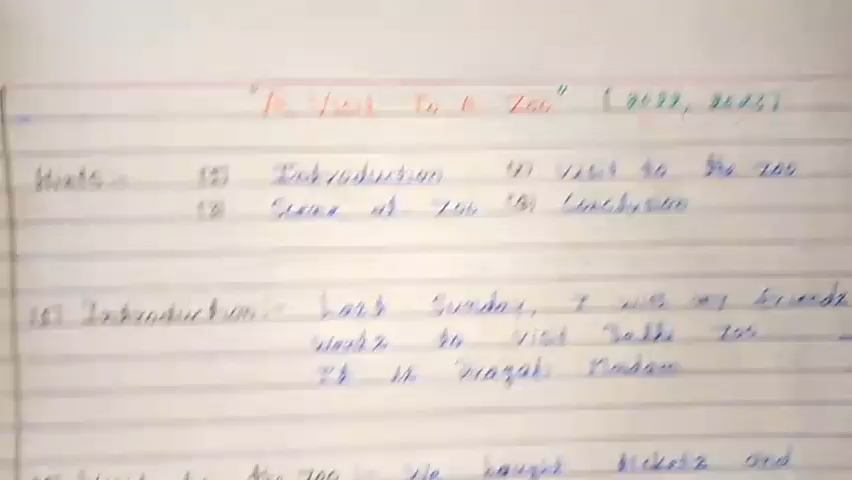 "A Visit To A Zoo" (2022, 2023)
Hints :- (1) Introduction (2) Visit to the zoo
(3) Scene of zoo (4) Conclusion
(1) Introduction :- Last Sunday, I with my friends
to visit Delhi zoo
It is Pragati Maidan
the zoo :- We bought tickets and